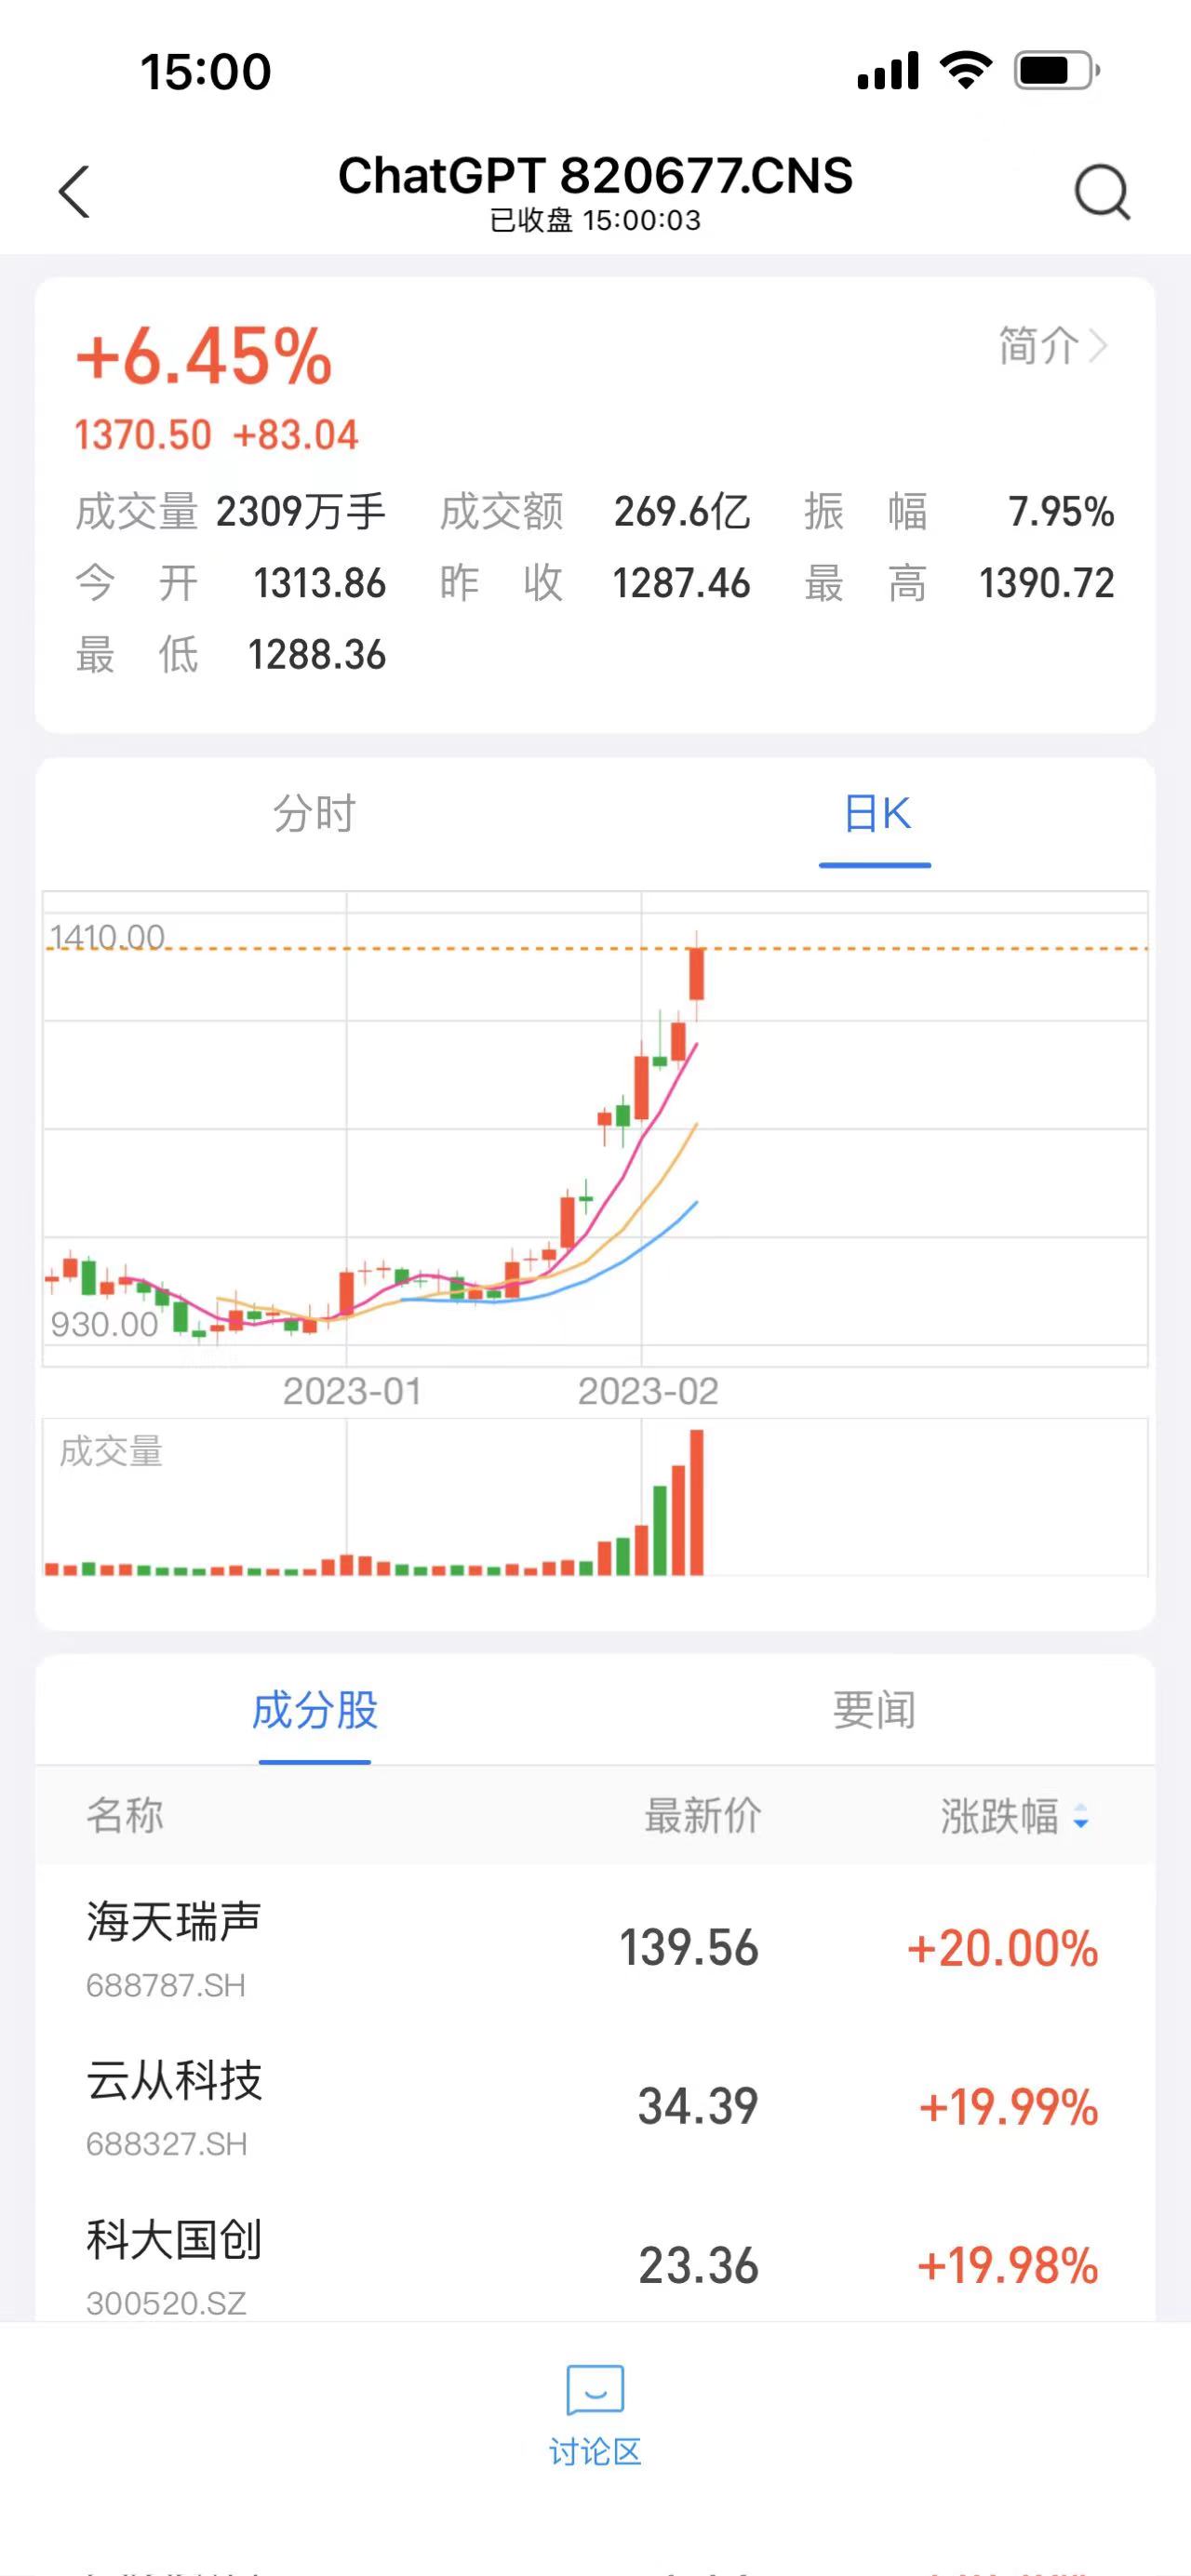 15:00
ChatGPT 820677.CNS
已收盘 15:00:03
+6.45%
简介
1370.50 +83.04
成交量 2309万手 成交额 269.6亿 振幅 7.95%
今开 1313.86 昨收 1287.46 最高 1390.72
最低 1288.36
分时 日K
1410.00
930.00
2023-01 2023-02
成交量
成分股 要闻
名称 最新价 涨跌幅
海天瑞声 139.56 +20.00%
688787.SH
云从科技 34.39 +19.99%
688327.SH
科大国创 23.36 +19.98%
300520.SZ
讨论区